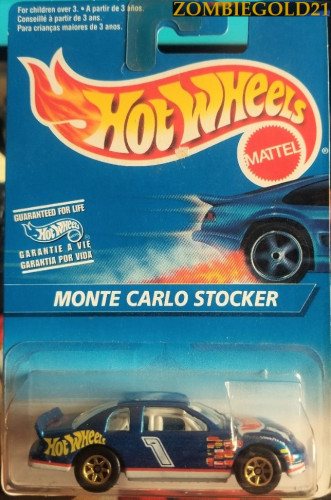 ZOMBIEGOLD21
For children over 3. • A partir de 3 años.
Conseillé à partir de 3 ans.
Para crianças maiores de 3 anos.
HOT WHEELS
MATTEL
®
GUARANTEED FOR LIFE
Hot Wheels
GARANTIE A VIE
GARANTIA POR VIDA
MONTE CARLO STOCKER
HOT WHEELS
1